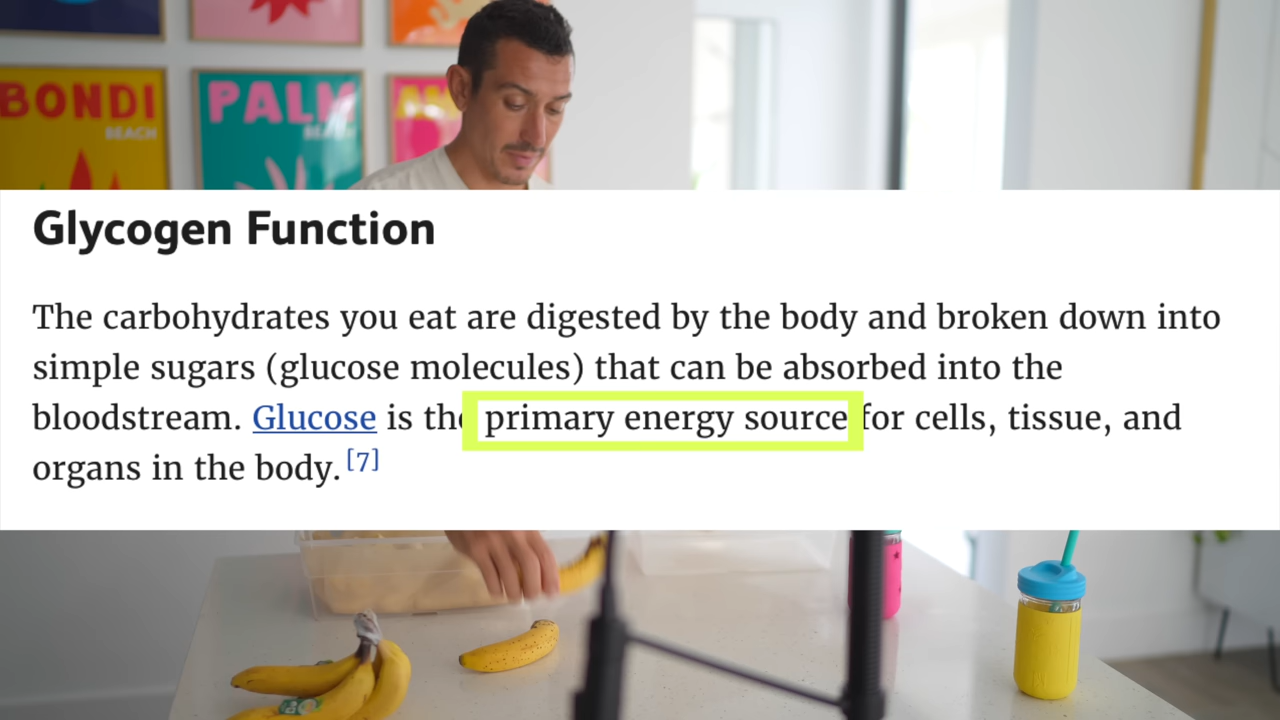 BONDI
BEACH
PALM
BEACH
Glycogen Function
The carbohydrates you eat are digested by the body and broken down into
simple sugars (glucose molecules) that can be absorbed into the
bloodstream. Glucose is the primary energy source for cells, tissue, and
organs in the body. [7]